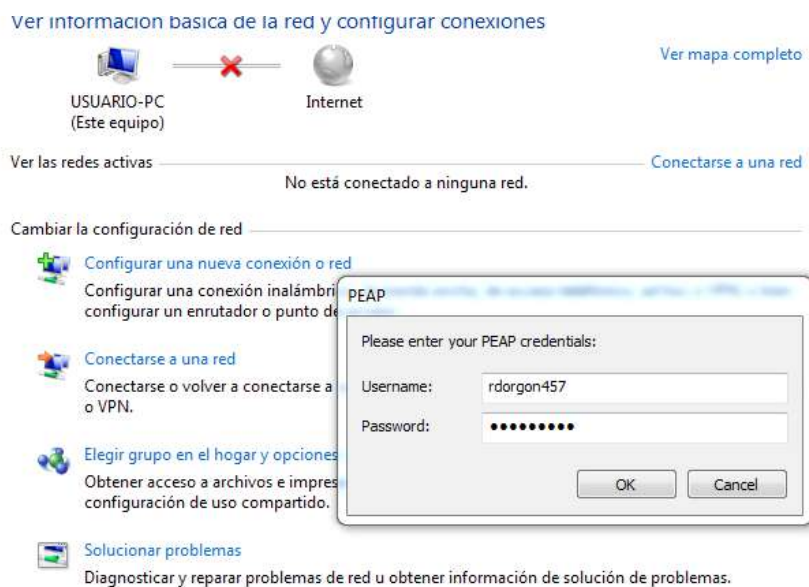 Ver información básica de la red y configurar conexiones
Ver mapa completo
USUARIO-PC
(Este equipo)
Internet
Ver las redes activas
Conectarse a una red
No está conectado a ninguna red.
Cambiar la configuración de red
Configurar una nueva conexión o red
Configurar una conexión inalámbri
configurar un enrutador o punto de
Conectarse a una red
Conectarse o volver a conectarse a
o VPN.
Elegir grupo en el hogar y opciones
Obtener acceso a archivos e impres
configuración de uso compartido.
Solucionar problemas
Diagnosticar y reparar problemas de red u obtener información de solución de problemas.
PEAP
Please enter your PEAP credentials:
Username: rdorgon457
Password: •••••••••
OK Cancel